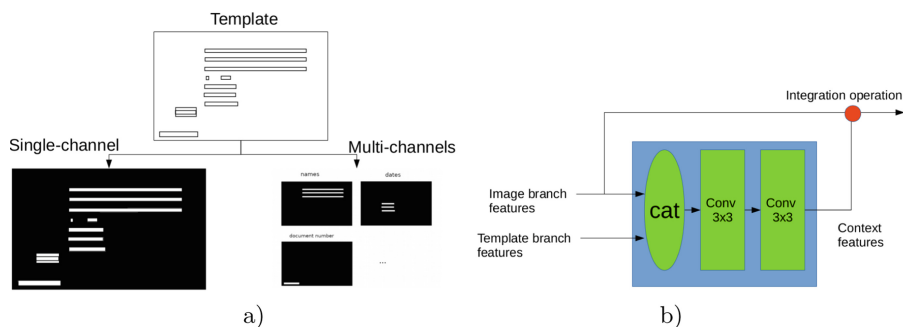 Template
Single-channel
Multi-channels
names
dates
document number
...
a)
Integration operation
Image branch
features
cat
Conv
3x3
Conv
3x3
Template branch
features
Context
features
b)